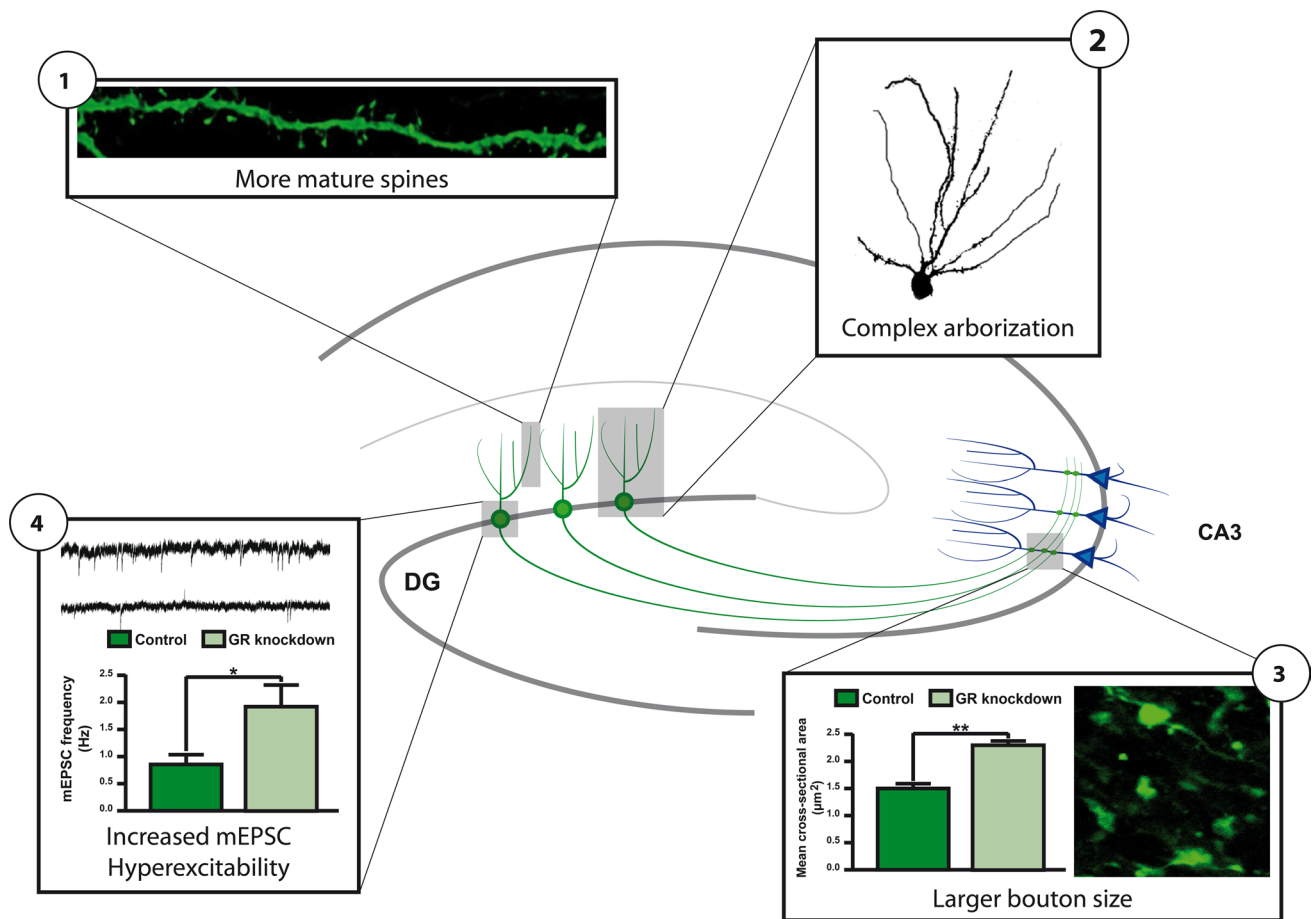 1
More mature spines
2
Complex arborization
DG
CA3
4
Control
GR knockdown
mEPSC frequency
(Hz)
2.5
2.0
1.5
1.0
0.5
0.0
*
Increased mEPSC
Hyperexcitability
3
Control
GR knockdown
Mean cross-sectional area
(µm²)
2.5
2.0
1.5
1.0
0.5
0.0
**
Larger bouton size